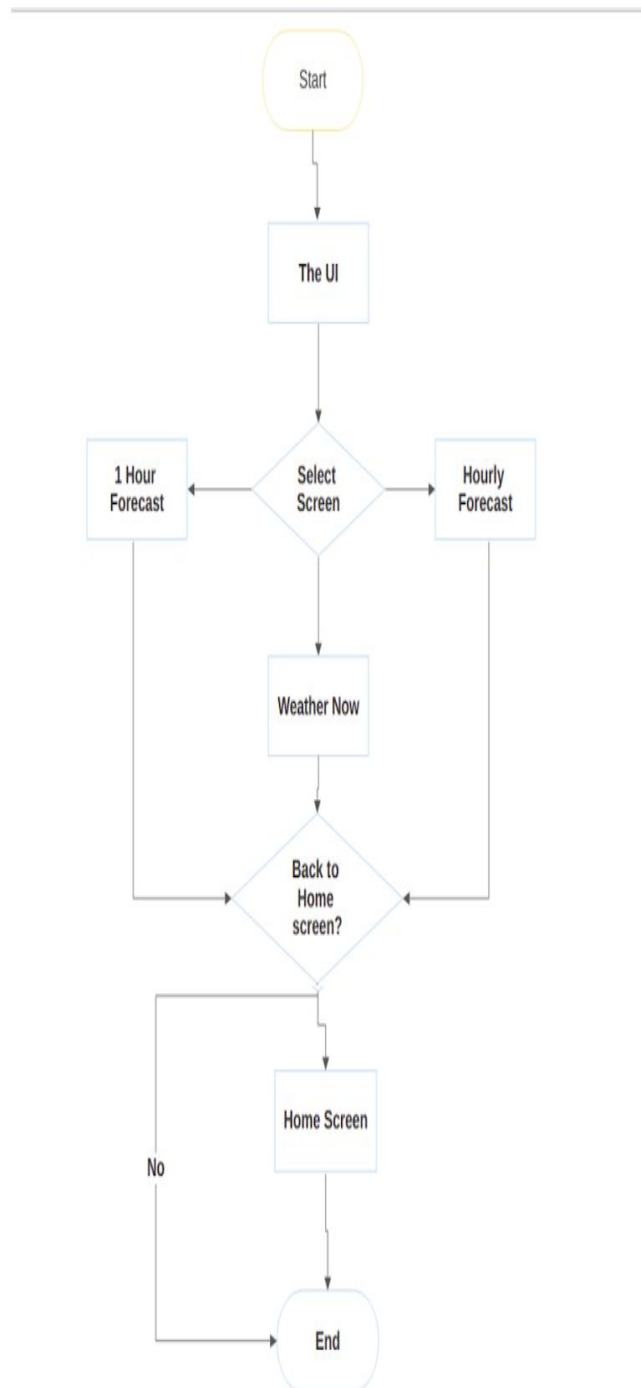 Start
The UI
1 Hour
Forecast
Select
Screen
Hourly
Forecast
Weather Now
Back to
Home
screen?
Home Screen
No
End